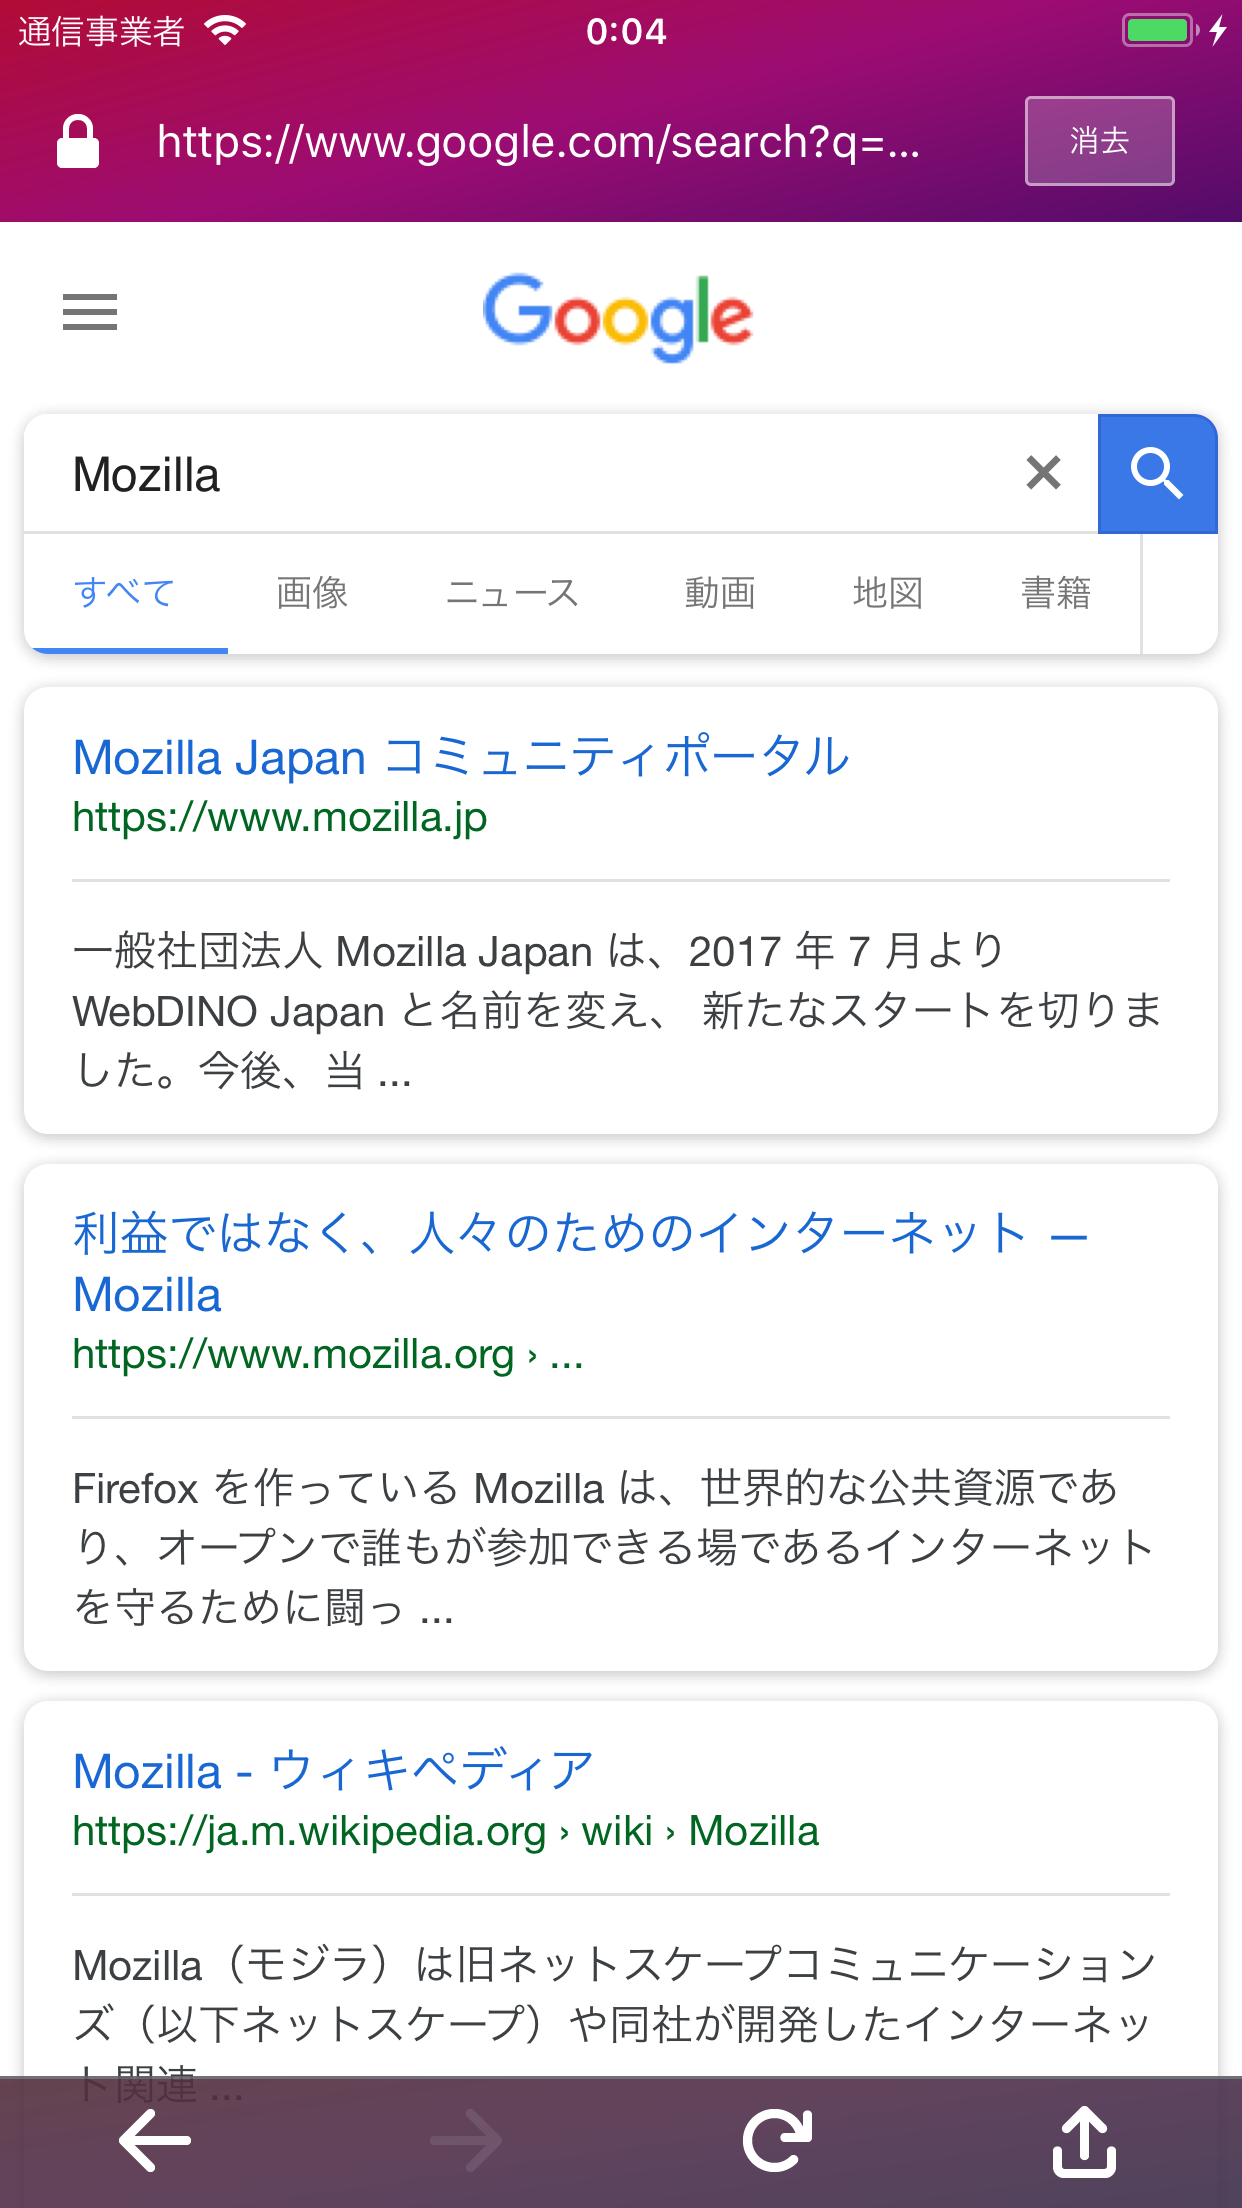 通信事業者
0:04
https://www.google.com/search?q=...
消去
Google
Mozilla
すべて 画像 ニュース 動画 地図 書籍
Mozilla Japan コミュニティポータル
https://www.mozilla.jp
一般社団法人 Mozilla Japan は、2017 年 7 月より
WebDINO Japan と名前を変え、 新たなスタートを切りま
した。今後、当 ...
利益ではなく、人々のためのインターネット —
Mozilla
https://www.mozilla.org › ...
Firefox を作っている Mozilla は、世界的な公共資源であ
り、オープンで誰もが参加できる場であるインターネット
を守るために闘っ ...
Mozilla - ウィキペディア
https://ja.m.wikipedia.org › wiki › Mozilla
Mozilla（モジラ）は旧ネットスケープコミュニケーション
ズ（以下ネットスケープ）や同社が開発したインターネッ
ト関連 ...